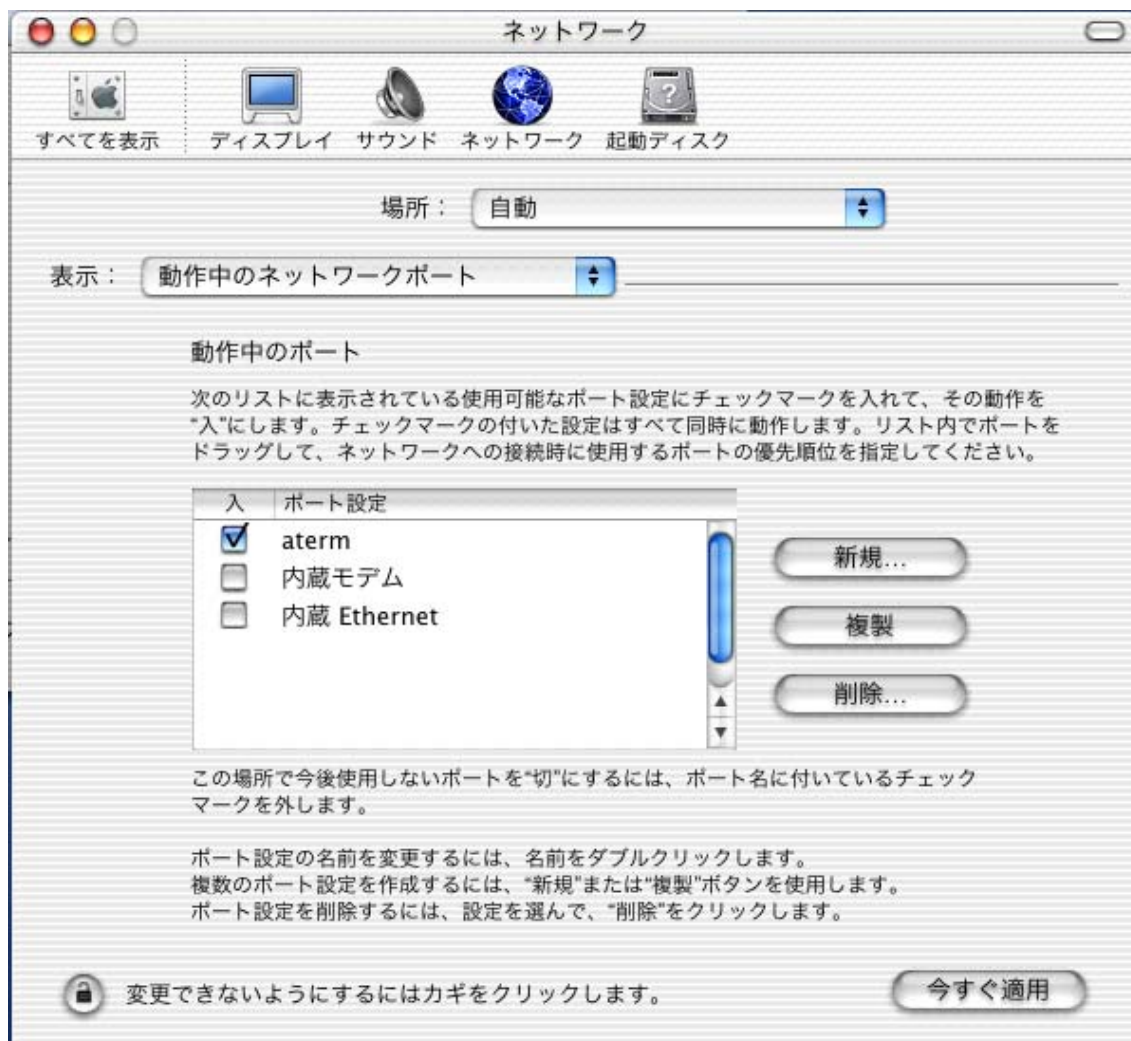 ネットワーク
すべてを表示
ディスプレイ
サウンド
ネットワーク
起動ディスク
場所：
自動
表示：
動作中のネットワークポート
動作中のポート
次のリストに表示されている使用可能なポート設定にチェックマークを入れて、その動作を
“入”にします。チェックマークの付いた設定はすべて同時に動作します。リスト内でポートを
ドラッグして、ネットワークへの接続時に使用するポートの優先順位を指定してください。
入 ポート設定
aterm
内蔵モデム
内蔵 Ethernet
新規...
複製
削除...
この場所で今後使用しないポートを“切”にするには、ポート名に付いているチェック
マークを外します。
ポート設定の名前を変更するには、名前をダブルクリックします。
複数のポート設定を作成するには、“新規”または“複製”ボタンを使用します。
ポート設定を削除するには、設定を選んで、“削除”をクリックします。
変更できないようにするにはカギをクリックします。
今すぐ適用